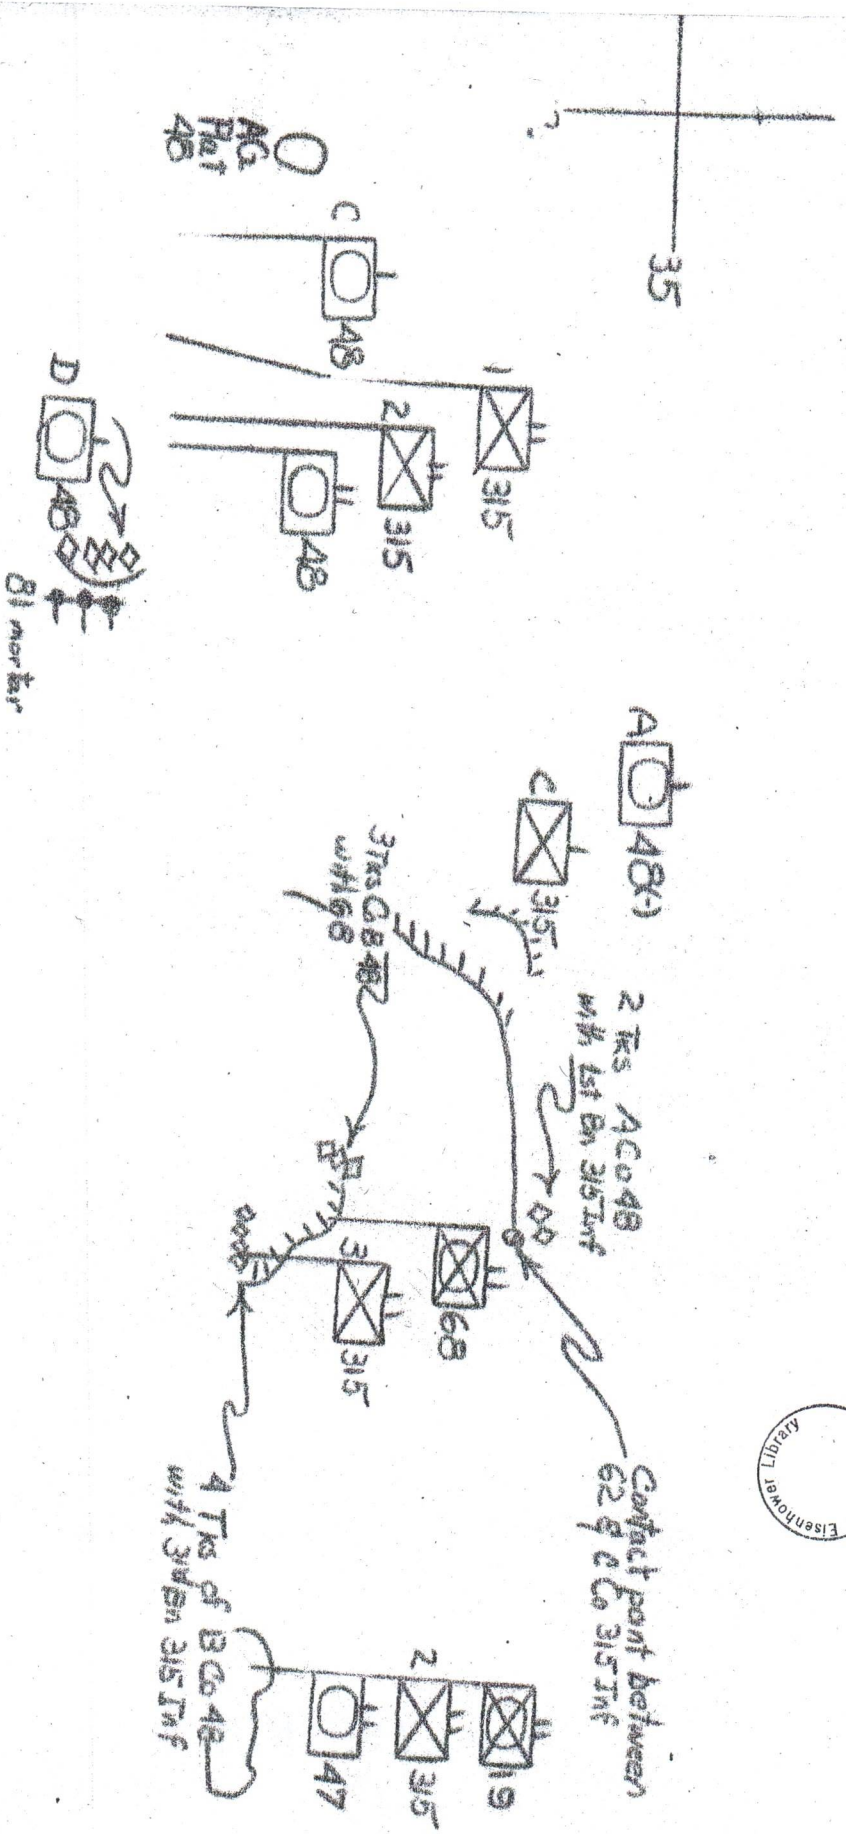 35
AG
Plat
48
C
48
1
315
2
315
48
D
48
81 mortar
A
48(-)
C
315
2 Tks A Co 48
with 1st Bn 315 Inf
3 Tks Co B 48
with 68
68
3
315
Contact point between
62 & C Co 315 Inf
4 Tks of B Co 48
with 3rd Bn 315 Inf
19
2
315
47
Eisenhower Library